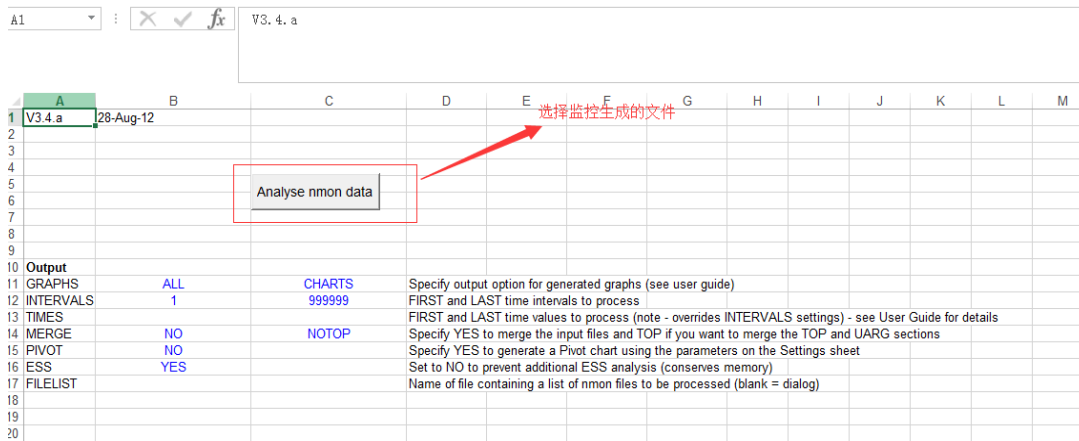 A1 fx V3.4.a
A B C D E F G H I J K L M
选择监控生成的文件
1 V3.4.a 28-Aug-12
2
3
4
5
Analyse nmon data
6
7
8
9
10 Output
11 GRAPHS ALL CHARTS Specify output option for generated graphs (see user guide)
12 INTERVALS 1 999999 FIRST and LAST time intervals to process
13 TIMES FIRST and LAST time values to process (note - overrides INTERVALS settings) - see User Guide for details
14 MERGE NO NOTOP Specify YES to merge the input files and TOP if you want to merge the TOP and UARG sections
15 PIVOT NO Specify YES to generate a Pivot chart using the parameters on the Settings sheet
16 ESS YES Set to NO to prevent additional ESS analysis (conserves memory)
17 FILELIST Name of file containing a list of nmon files to be processed (blank = dialog)
18
19
20